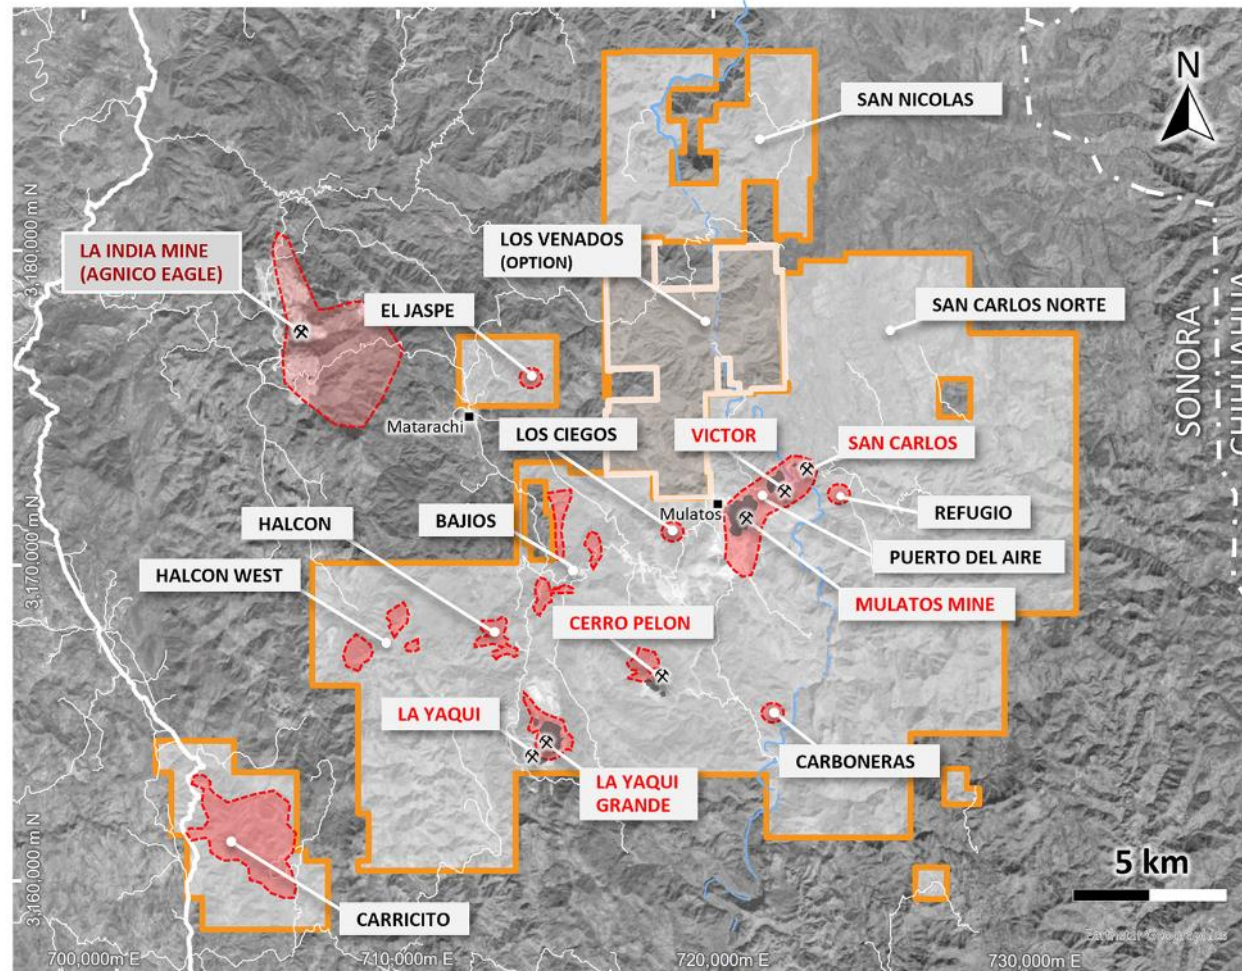 N
SAN NICOLAS
3,180,000 m N
LA INDIA MINE
(AGNICO EAGLE)
LOS VENADOS
(OPTION)
EL JASPE
SAN CARLOS NORTE
SONORA
CHIHUAHUA
Matarachi
LOS CIEGOS
VICTOR
SAN CARLOS
HALCON
BAJIOS
Mulatos
REFUGIO
3,170,000 m N
HALCON WEST
PUERTO DEL AIRE
CERRO PELON
MULATOS MINE
LA YAQUI
CARBONERAS
LA YAQUI
GRANDE
3,160,000 m N
5 km
CARRICITO
Earthstar Geographics
700,000m E
710,000m E
720,000m E
730,000m E